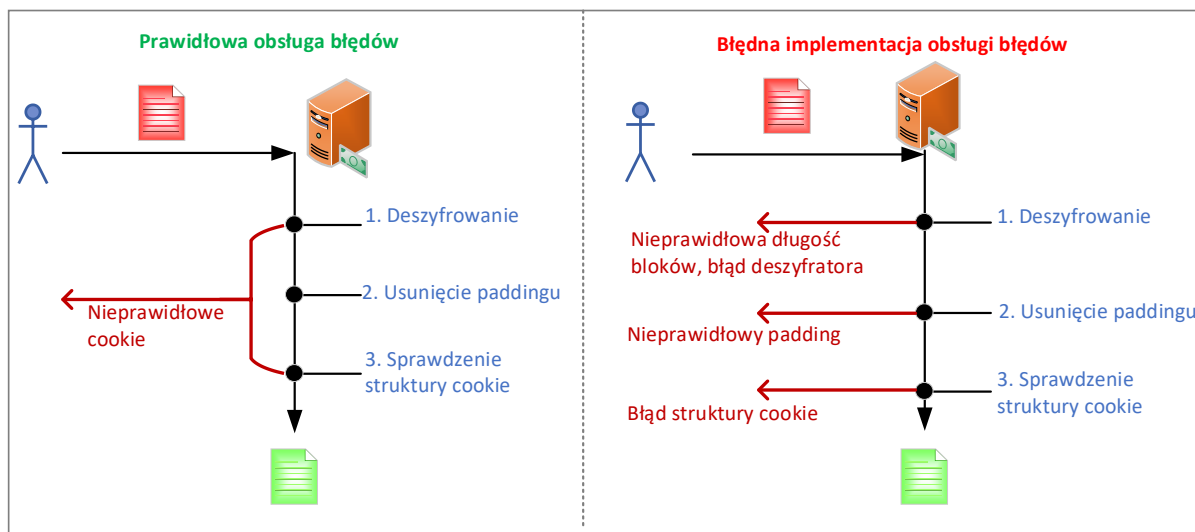 Prawidłowa obsługa błędów
1. Deszyfrowanie
2. Usunięcie paddingu
Nieprawidłowe
cookie
3. Sprawdzenie
struktury cookie
Błędna implementacja obsługi błędów
1. Deszyfrowanie
Nieprawidłowa długość
bloków, błąd deszyfratora
2. Usunięcie paddingu
Nieprawidłowy padding
3. Sprawdzenie
struktury cookie
Błąd struktury cookie